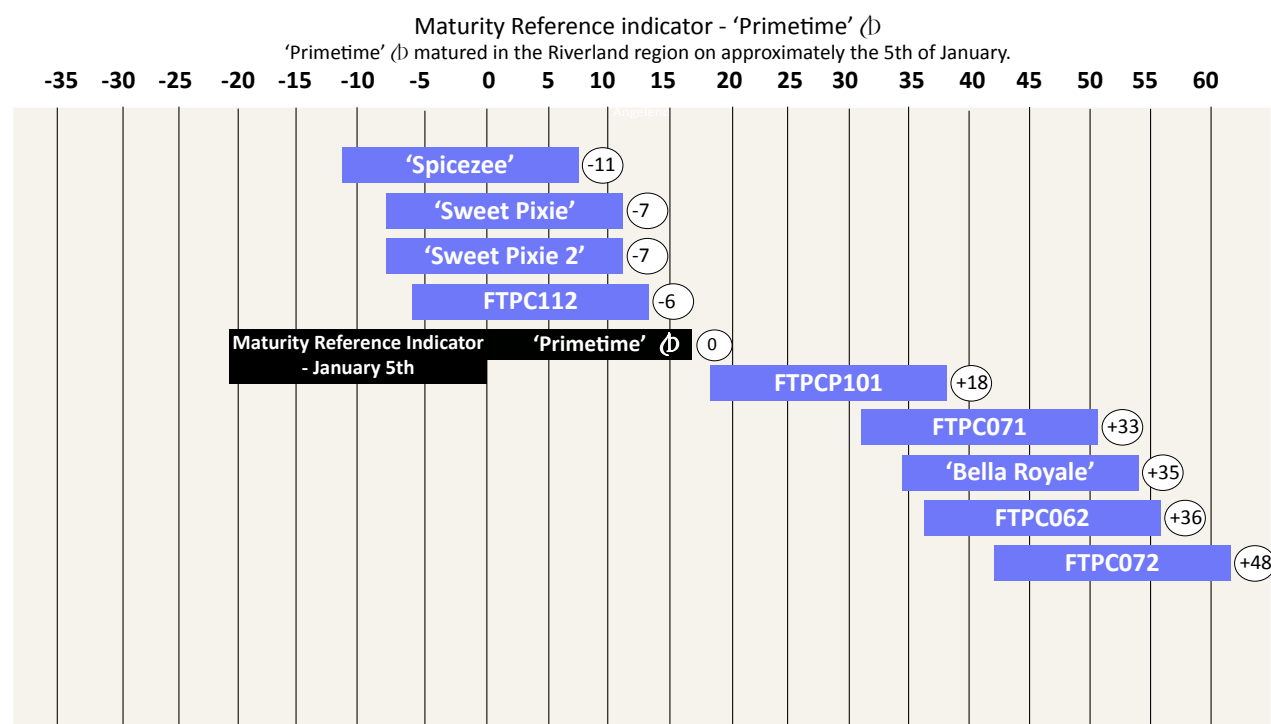 Maturity Reference indicator - ‘Primetime’
‘Primetime’ matured in the Riverland region on approximately the 5th of January.
-35 -30 -25 -20 -15 -10 -5 0 5 10 15 20 25 30 35 40 45 50 55 60
Angeleno
‘Spicezee’ -11
‘Sweet Pixie’ -7
‘Sweet Pixie 2’ -7
FTPC112 -6
Maturity Reference Indicator ‘Primetime’ 0
- January 5th
FTPCP101 +18
FTPC071 +33
‘Bella Royale’ +35
FTPC062 +36
FTPC072 +48